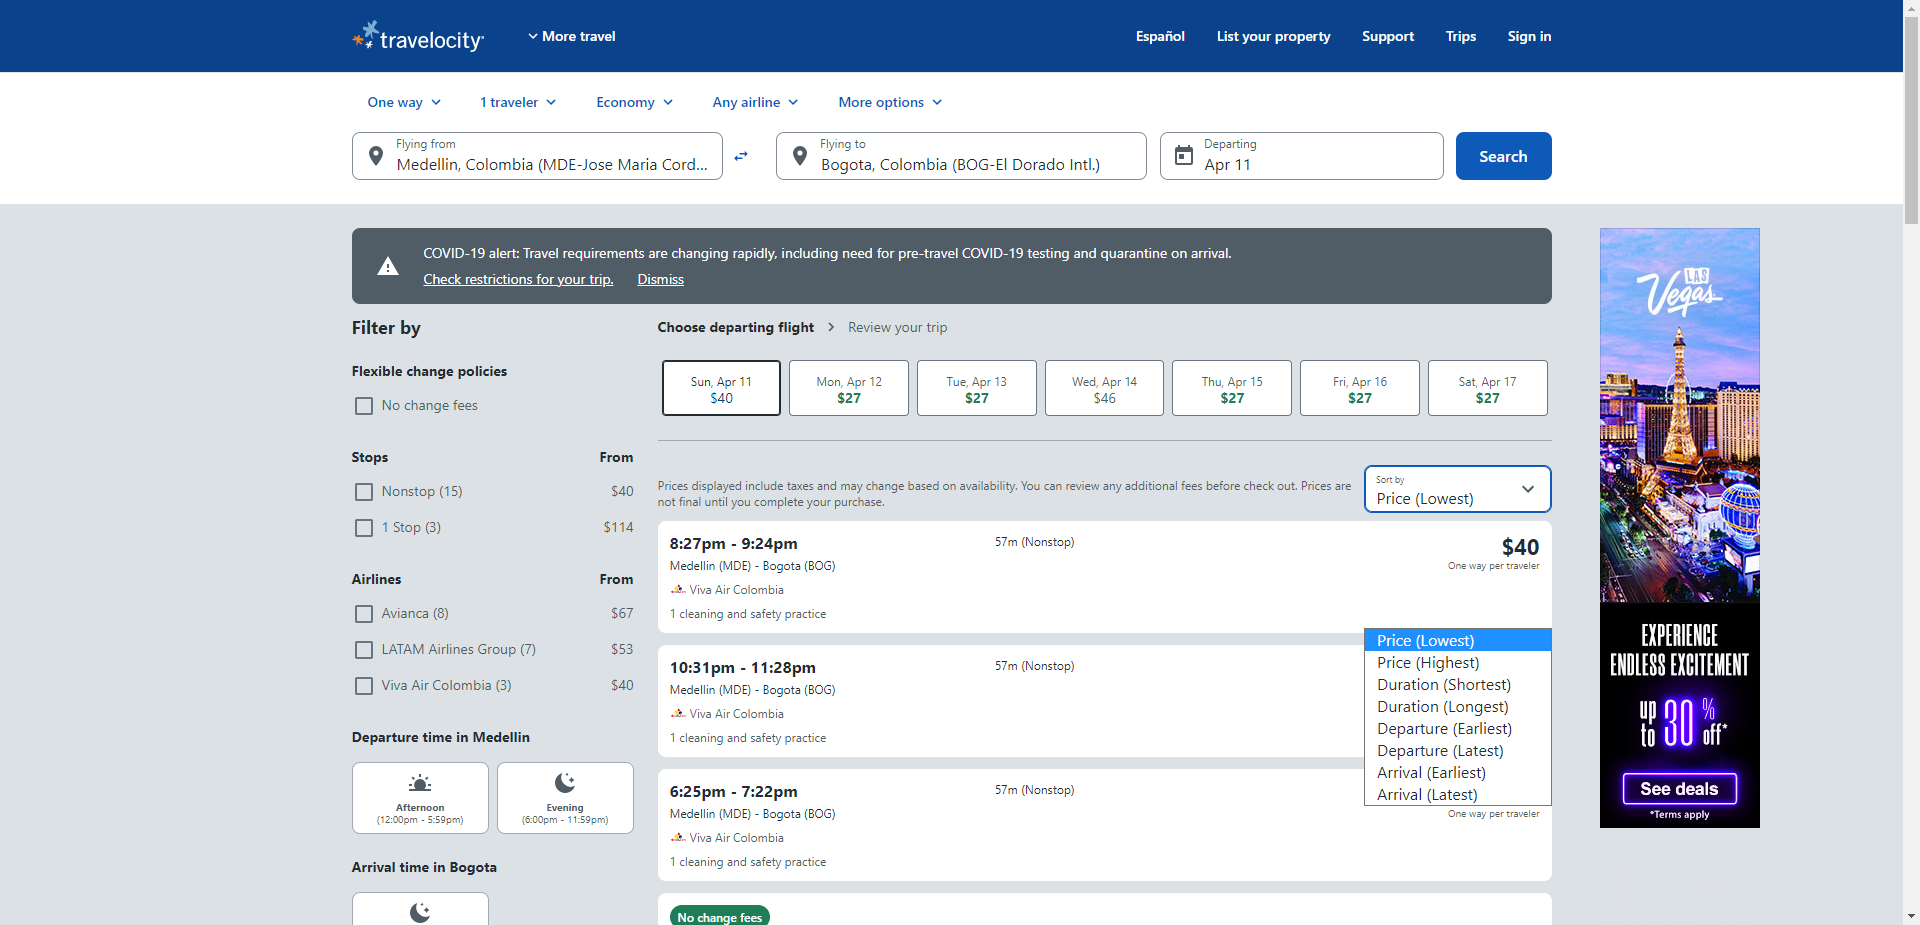 travelocity
More travel
Español
List your property
Support
Trips
Sign in
One way
1 traveler
Economy
Any airline
More options
Flying from
Medellin, Colombia (MDE-Jose Maria Cord...
Flying to
Bogota, Colombia (BOG-El Dorado Intl.)
Departing
Apr 11
Search
COVID-19 alert: Travel requirements are changing rapidly, including need for pre-travel COVID-19 testing and quarantine on arrival.
Check restrictions for your trip.
Dismiss
Filter by
Flexible change policies
No change fees
Stops From
Nonstop (15) $40
1 Stop (3) $114
Airlines From
Avianca (8) $67
LATAM Airlines Group (7) $53
Viva Air Colombia (3) $40
Departure time in Medellin
Afternoon
(12:00pm - 5:59pm)
Evening
(6:00pm - 11:59pm)
Arrival time in Bogota
Choose departing flight
Review your trip
Sun, Apr 11
$40
Mon, Apr 12
$27
Tue, Apr 13
$27
Wed, Apr 14
$46
Thu, Apr 15
$27
Fri, Apr 16
$27
Sat, Apr 17
$27
Prices displayed include taxes and may change based on availability. You can review any additional fees before check out. Prices are
not final until you complete your purchase.
Sort by
Price (Lowest)
8:27pm - 9:24pm
57m (Nonstop)
$40
Medellin (MDE) - Bogota (BOG)
One way per traveler
Viva Air Colombia
1 cleaning and safety practice
10:31pm - 11:28pm
57m (Nonstop)
Medellin (MDE) - Bogota (BOG)
Viva Air Colombia
1 cleaning and safety practice
Price (Lowest)
Price (Highest)
Duration (Shortest)
Duration (Longest)
Departure (Earliest)
Departure (Latest)
Arrival (Earliest)
Arrival (Latest)
6:25pm - 7:22pm
57m (Nonstop)
Medellin (MDE) - Bogota (BOG)
One way per traveler
Viva Air Colombia
1 cleaning and safety practice
No change fees
LAS
Vegas
EXPERIENCE
ENDLESS EXCITEMENT
up to 30% off*
See deals
*Terms apply